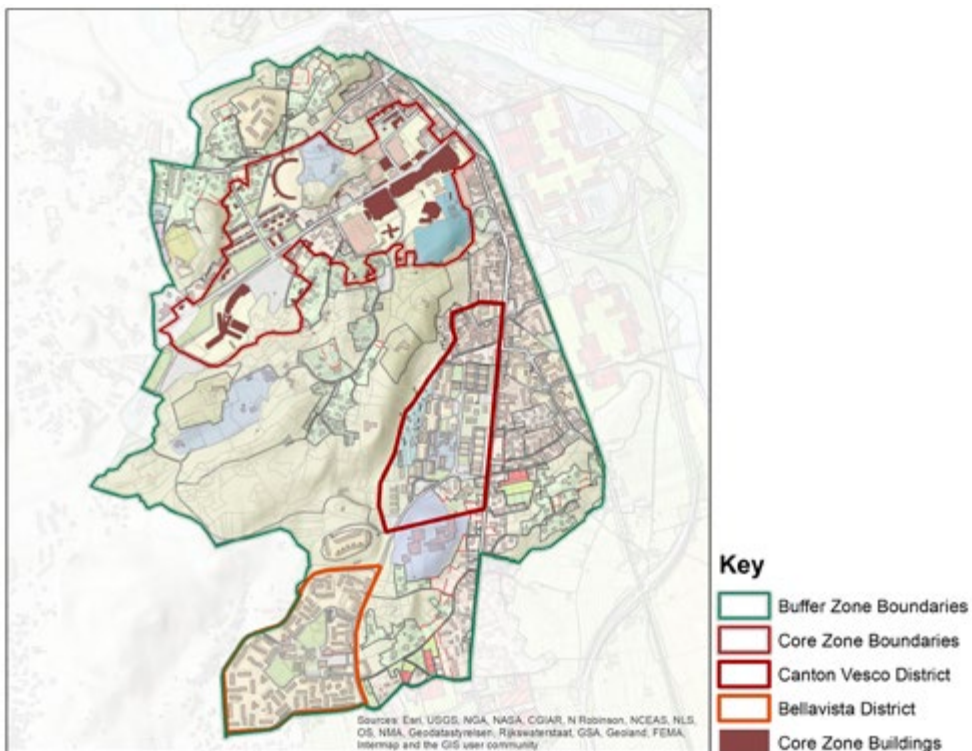 Key
Buffer Zone Boundaries
Core Zone Boundaries
Canton Vesco District
Bellavista District
Core Zone Buildings
Sources: Esri, USGS, NGA, NASA, CGIAR, N Robinson, NCEAS, NLS,
OS, NMA, Geodatastyrelsen, Rijkswaterstaat, GSA, Geoland, FEMA,
Intermap and the GIS user community